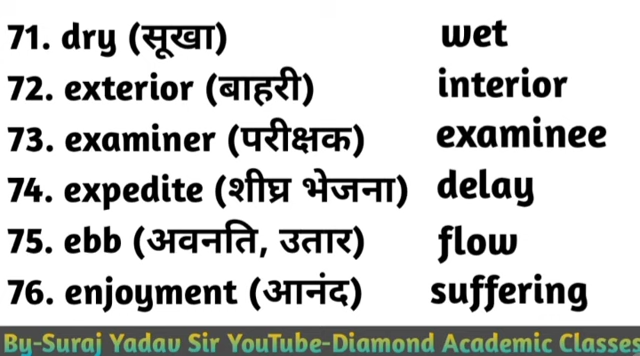 71. dry (सूखा) wet
72. exterior (बाहरी) interior
73. examiner (परीक्षक) examinee
74. expedite (शीघ्र भेजना) delay
75. ebb (अवनति, उतार) flow
76. enjoyment (आनंद) suffering
By-Suraj Yadav Sir YouTube-Diamond Academic Classes